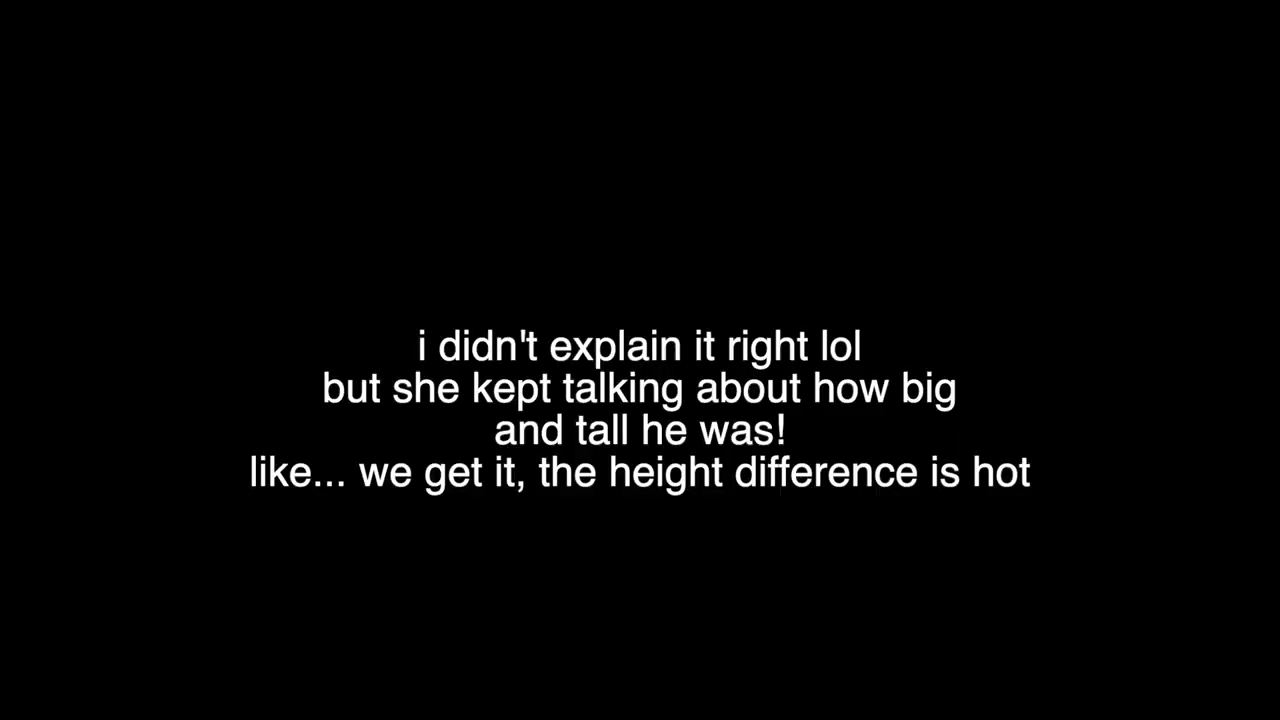 i didn't explain it right lol
but she kept talking about how big
and tall he was!
like... we get it, the height difference is hot